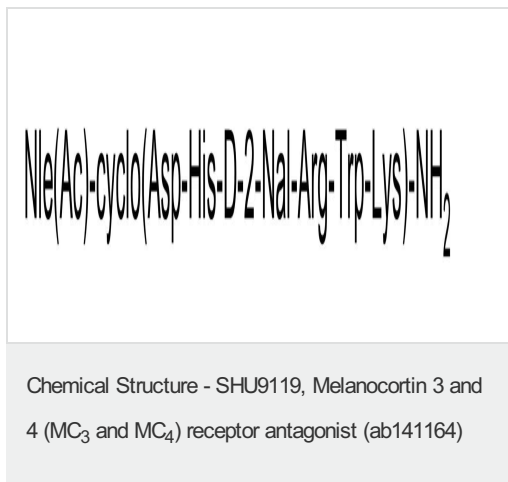 Nle(Ac)-cyclo(Asp-His-D-2-Nal-Arg-Trp-Lys)-NH₂
Chemical Structure - SHU9119, Melanocortin 3 and
4 (MC₃ and MC₄) receptor antagonist (ab141164)